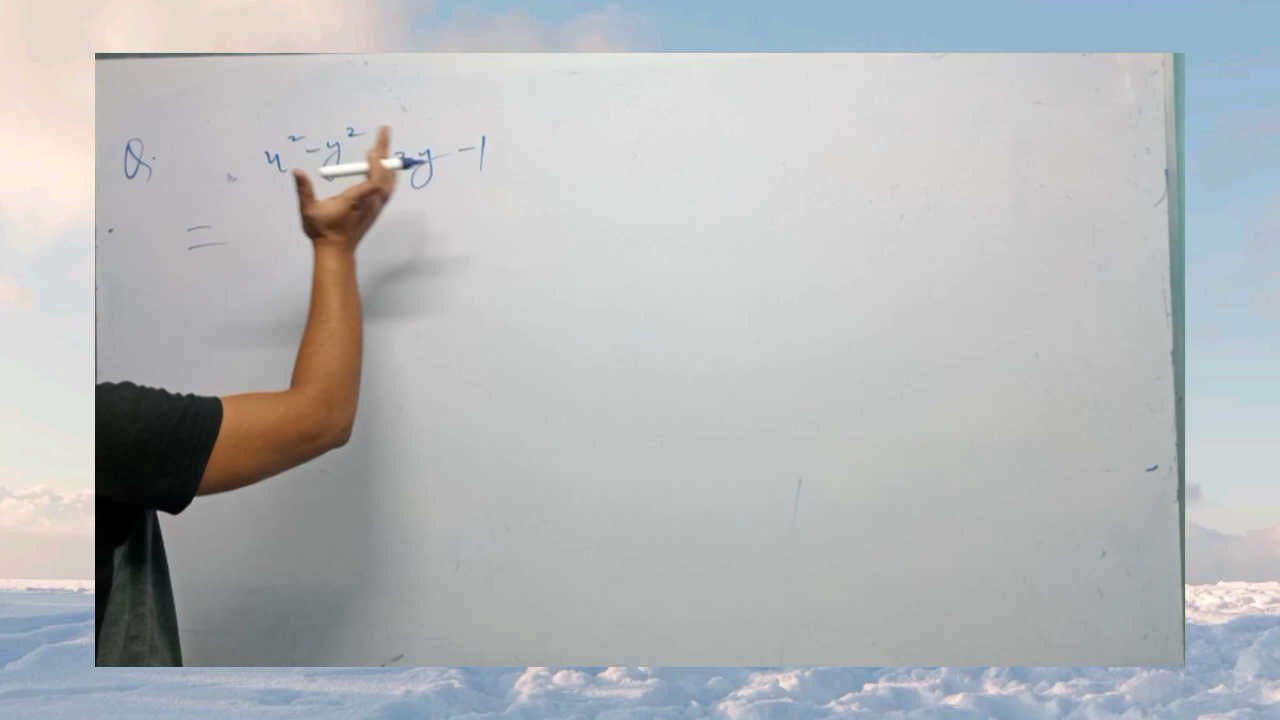 Q. x² - y² 2y - 1
=